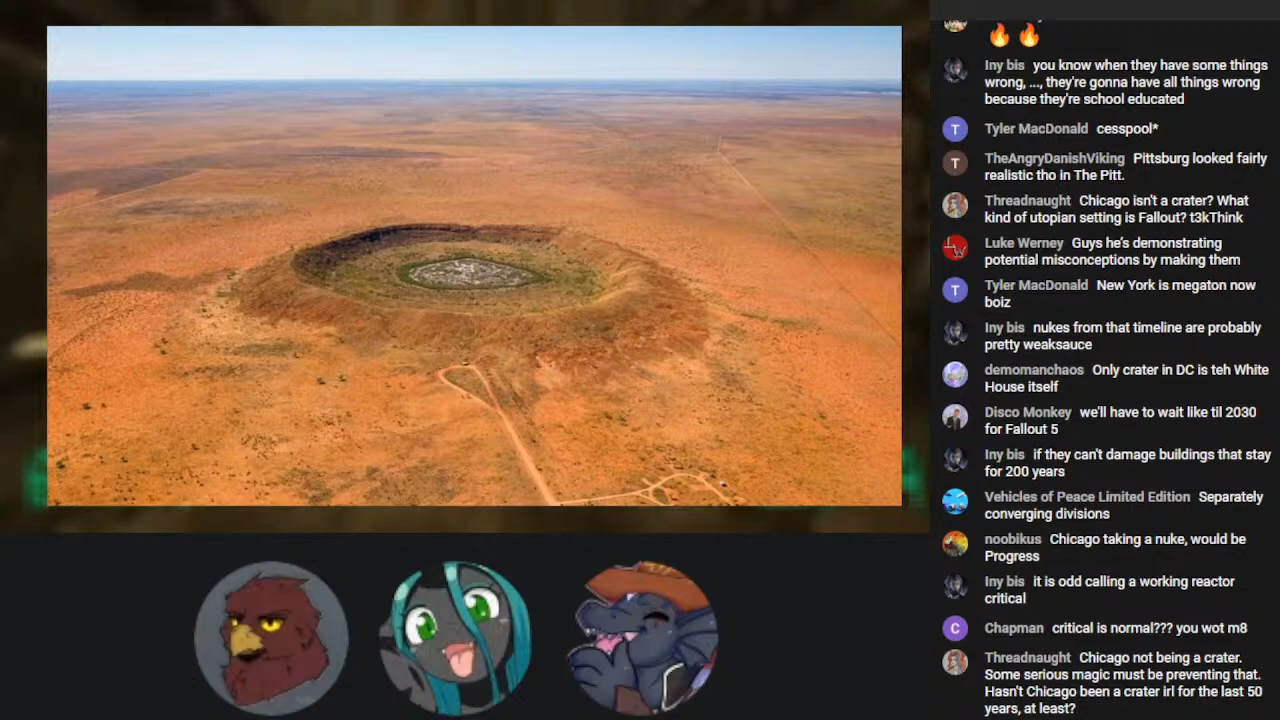 Iny bis you know when they have some things
wrong, ..., they're gonna have all things wrong
because they're school educated
T Tyler MacDonald cesspool*
T TheAngryDanishViking Pittsburg looked fairly
realistic tho in The Pitt.
Threadnaught Chicago isn't a crater? What
kind of utopian setting is Fallout? t3kThink
Luke Werney Guys he's demonstrating
potential misconceptions by making them
T Tyler MacDonald New York is megaton now
boiz
Iny bis nukes from that timeline are probably
pretty weaksauce
demomanchaos Only crater in DC is teh White
House itself
Disco Monkey we'll have to wait like til 2030
for Fallout 5
Iny bis if they can't damage buildings that stay
for 200 years
Vehicles of Peace Limited Edition Separately
converging divisions
noobikus Chicago taking a nuke, would be
Progress
Iny bis it is odd calling a working reactor
critical
C Chapman critical is normal??? you wot m8
Threadnaught Chicago not being a crater.
Some serious magic must be preventing that.
Hasn't Chicago been a crater irl for the last 50
years, at least?